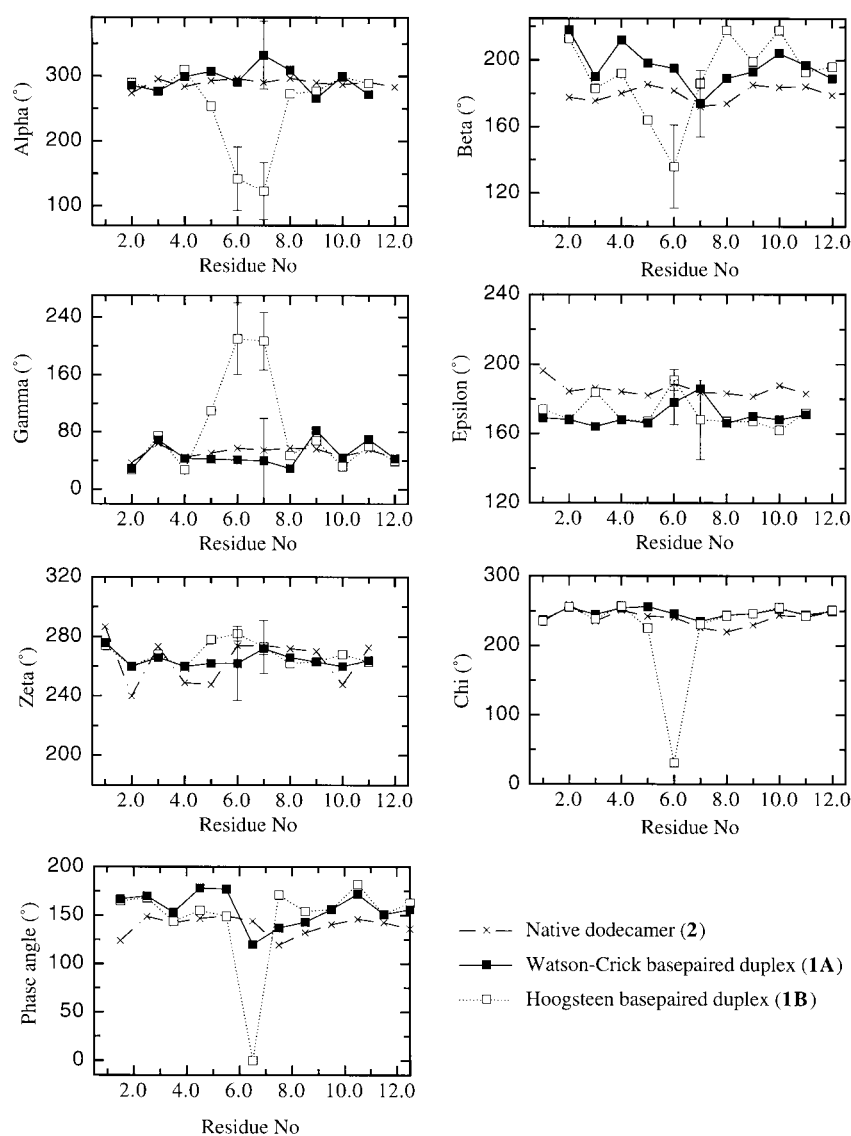 400
300
200
100
Alpha (°)
2.0 4.0 6.0 8.0 10.0 12.0
Residue No
200
160
120
Beta (°)
2.0 4.0 6.0 8.0 10.0 12.0
Residue No
240
160
80
0
Gamma (°)
2.0 4.0 6.0 8.0 10.0 12.0
Residue No
240
200
160
120
Epsilon (°)
2.0 4.0 6.0 8.0 10.0 12.0
Residue No
320
280
240
200
Zeta (°)
2.0 4.0 6.0 8.0 10.0 12.0
Residue No
300
200
100
0
Chi (°)
2.0 4.0 6.0 8.0 10.0 12.0
Residue No
200
150
100
50
0
Phase angle (°)
2.0 4.0 6.0 8.0 10.0 12.0
Residue No
Native dodecamer (2)
Watson-Crick basepaired duplex (1A)
Hoogsteen basepaired duplex (1B)